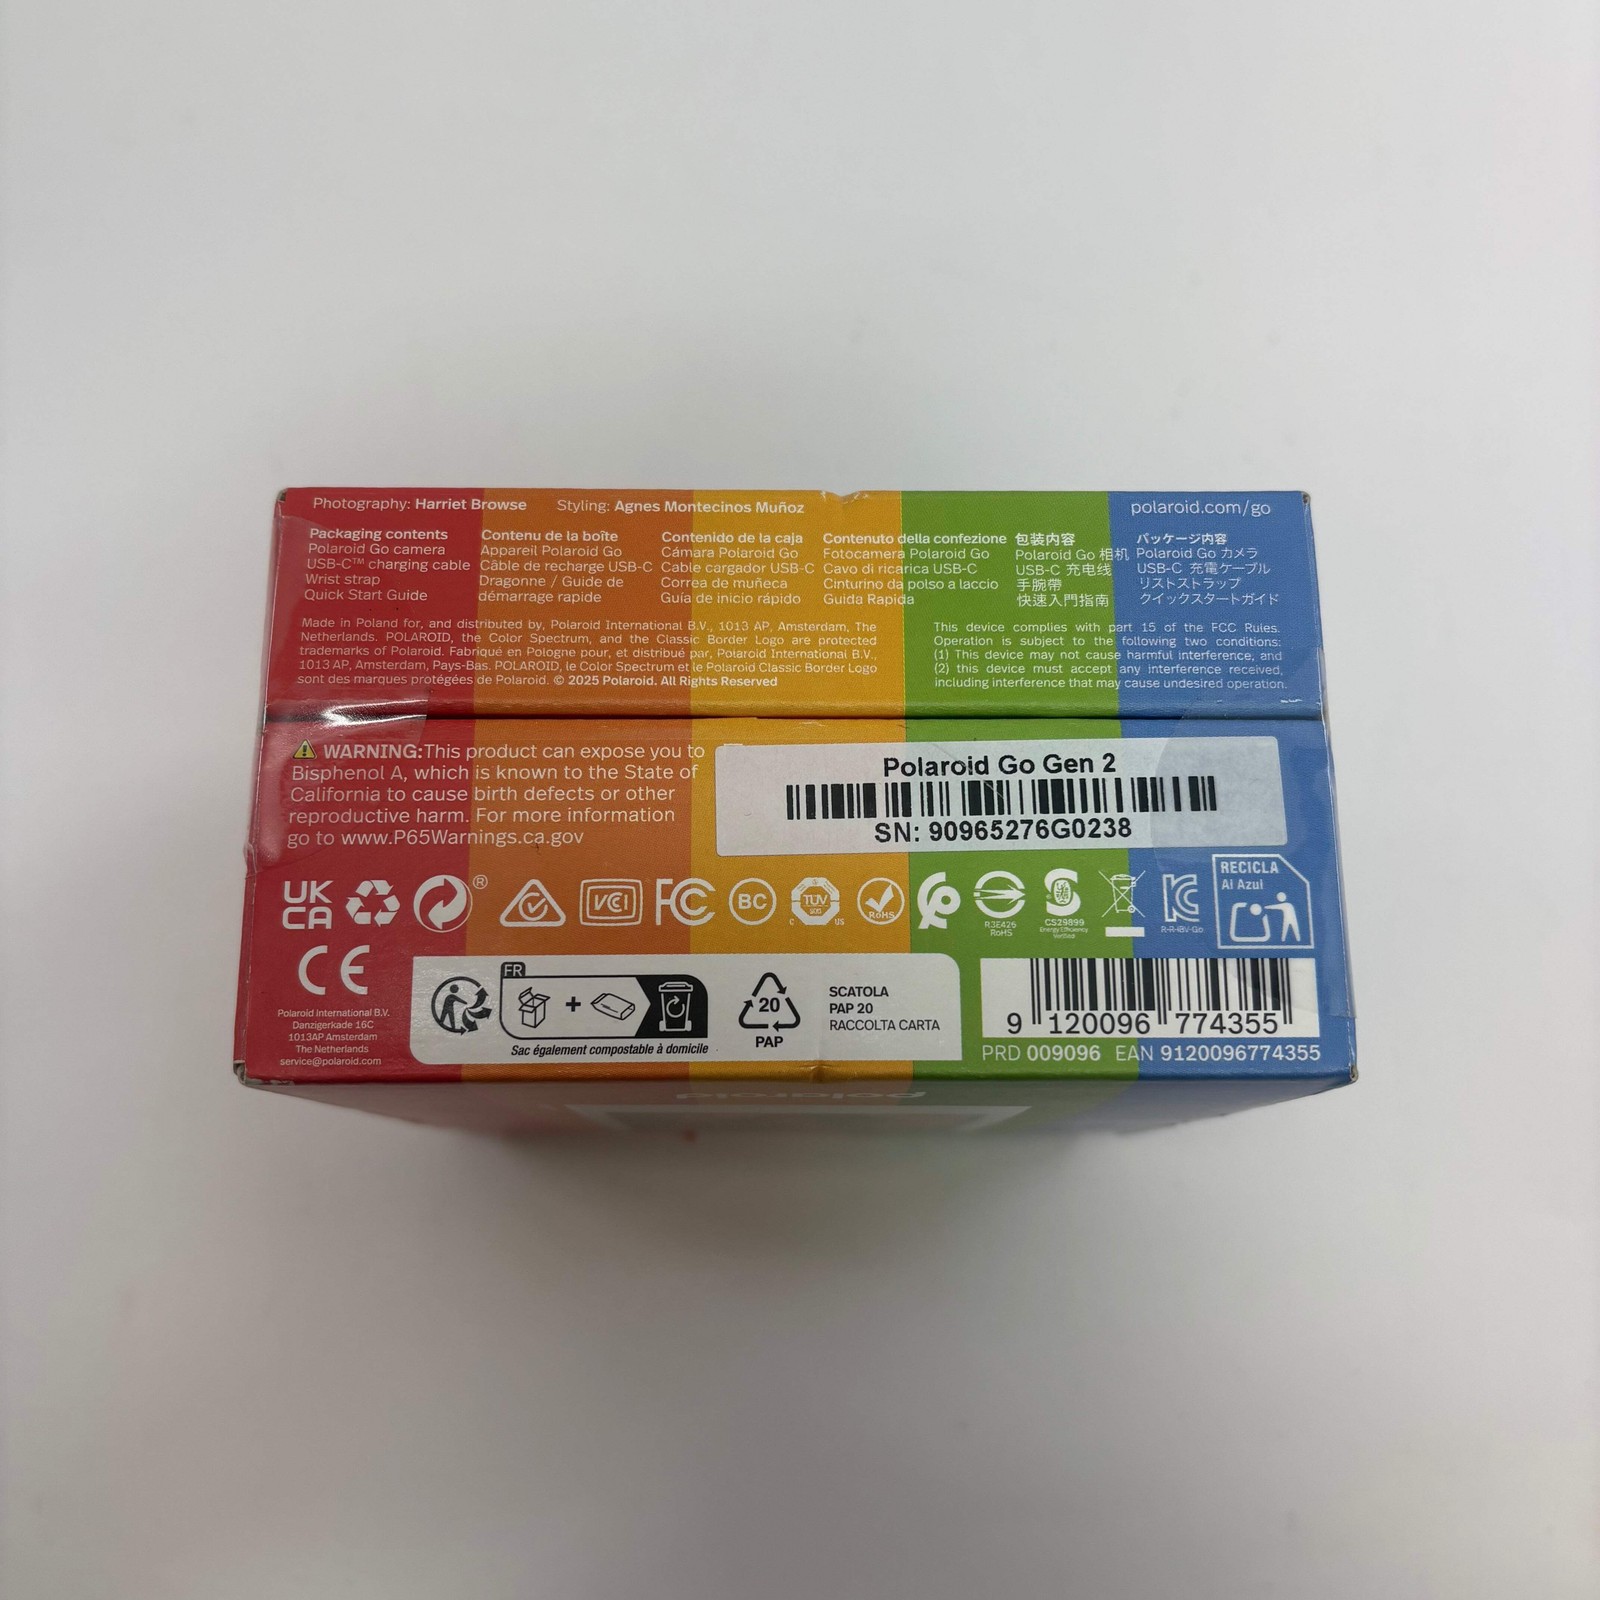 Photography: Harriet Browse Styling: Agnes Montecinos Muñoz
polaroid.com/go
Packaging contents
Polaroid Go camera
USB-C™ charging cable
Wrist strap
Quick Start Guide
Contenu de la boîte
Appareil Polaroid Go
Câble de recharge USB-C
Dragonne / Guide de
démarrage rapide
Contenido de la caja
Cámara Polaroid Go
Cable cargador USB-C
Correa de muñeca
Guía de inicio rápido
Contenuto della confezione
Fotocamera Polaroid Go
Cavo di ricarica USB-C
Cinturino da polso a laccio
Guida Rapida
包装内容
Polaroid Go 相机
USB-C 充电线
手腕帶
快速入門指南
パッケージ内容
Polaroid Go カメラ
USB-C 充電ケーブル
リストストラップ
クイックスタートガイド
Made in Poland for, and distributed by, Polaroid International B.V., 1013 AP, Amsterdam, The
Netherlands. POLAROID, the Color Spectrum, and the Classic Border Logo are protected
trademarks of Polaroid. Fabriqué en Pologne pour, et distribué par, Polaroid International B.V.,
1013 AP, Amsterdam, Pays-Bas. POLAROID, le Color Spectrum et le Polaroid Classic Border Logo
sont des marques protégées de Polaroid. © 2025 Polaroid. All Rights Reserved
This device complies with part 15 of the FCC Rules.
Operation is subject to the following two conditions:
(1) This device may not cause harmful interference, and
(2) this device must accept any interference received,
including interference that may cause undesired operation.
WARNING: This product can expose you to
Bisphenol A, which is known to the State of
California to cause birth defects or other
reproductive harm. For more information
go to www.P65Warnings.ca.gov
Polaroid Go Gen 2
SN: 90965276G0238
UK
CA
®
VCCI
FC
BC
TÜV
C US
RoHS
R3E426
RoHS
CS29899
Energy Efficiency
Verified
R-R-IBV-Go
RECICLA
Al Azul
CE
Polaroid International B.V.
Danzigerkade 16C
1013AP Amsterdam
The Netherlands
service@polaroid.com
FR
+
Sac également compostable à domicile
20
PAP
SCATOLA
PAP 20
RACCOLTA CARTA
9 120096 774355
PRD 009096 EAN 9120096774355
polaroid